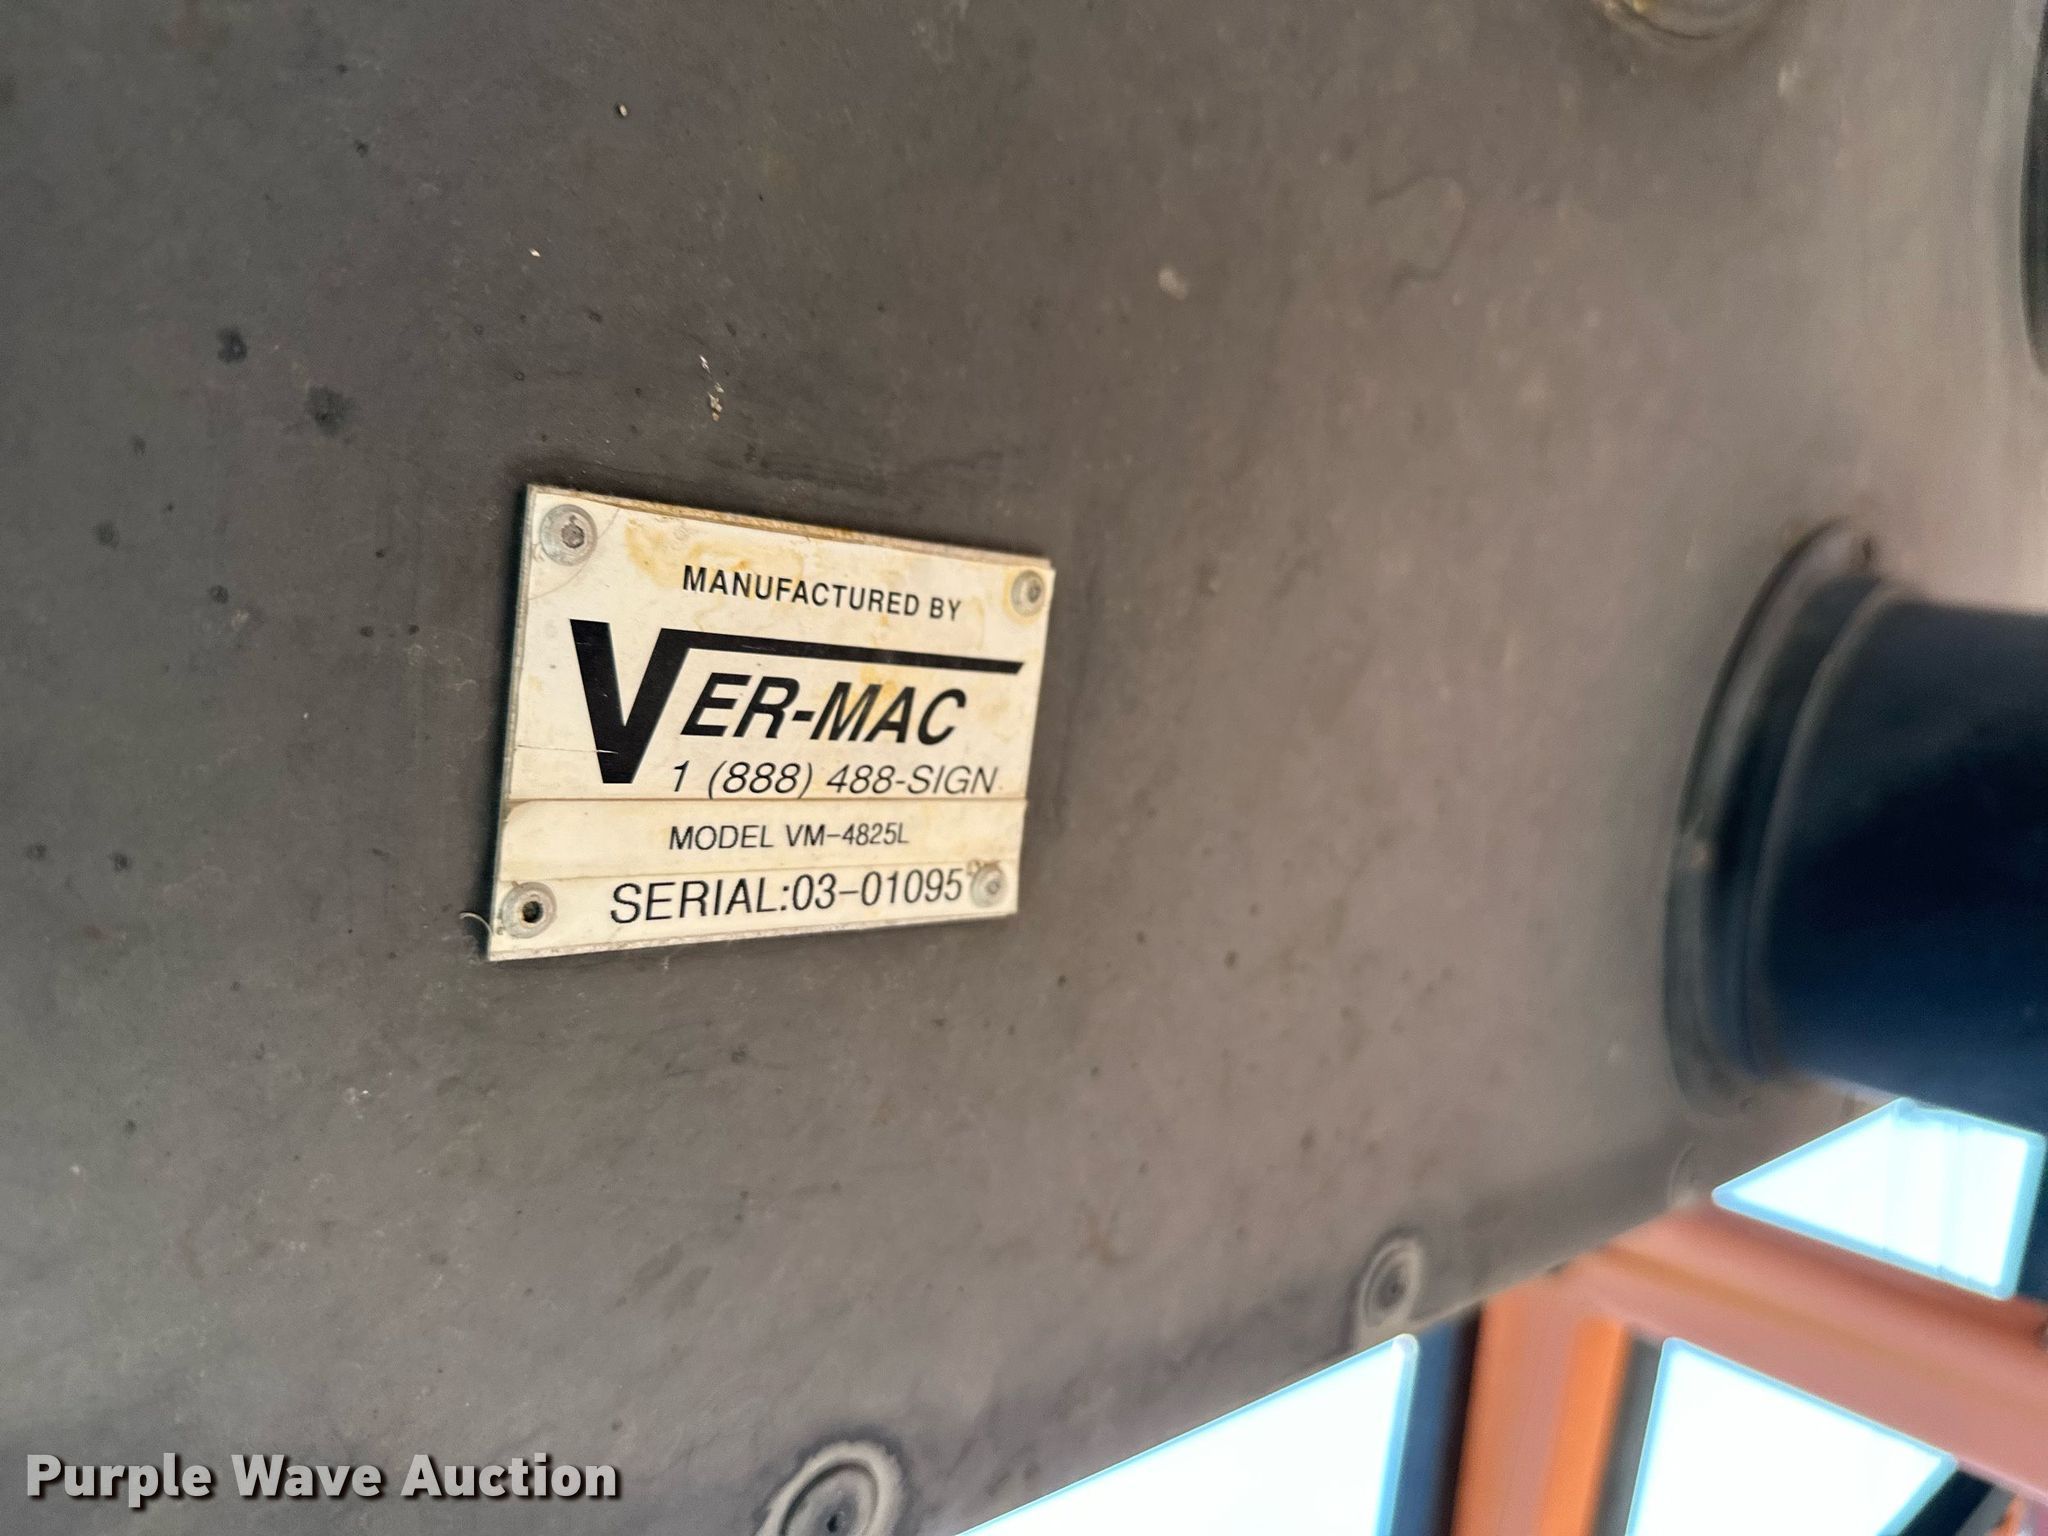 MANUFACTURED BY
VER-MAC
1 (888) 488-SIGN
MODEL VM-4825L
SERIAL:03-01095
Purple Wave Auction